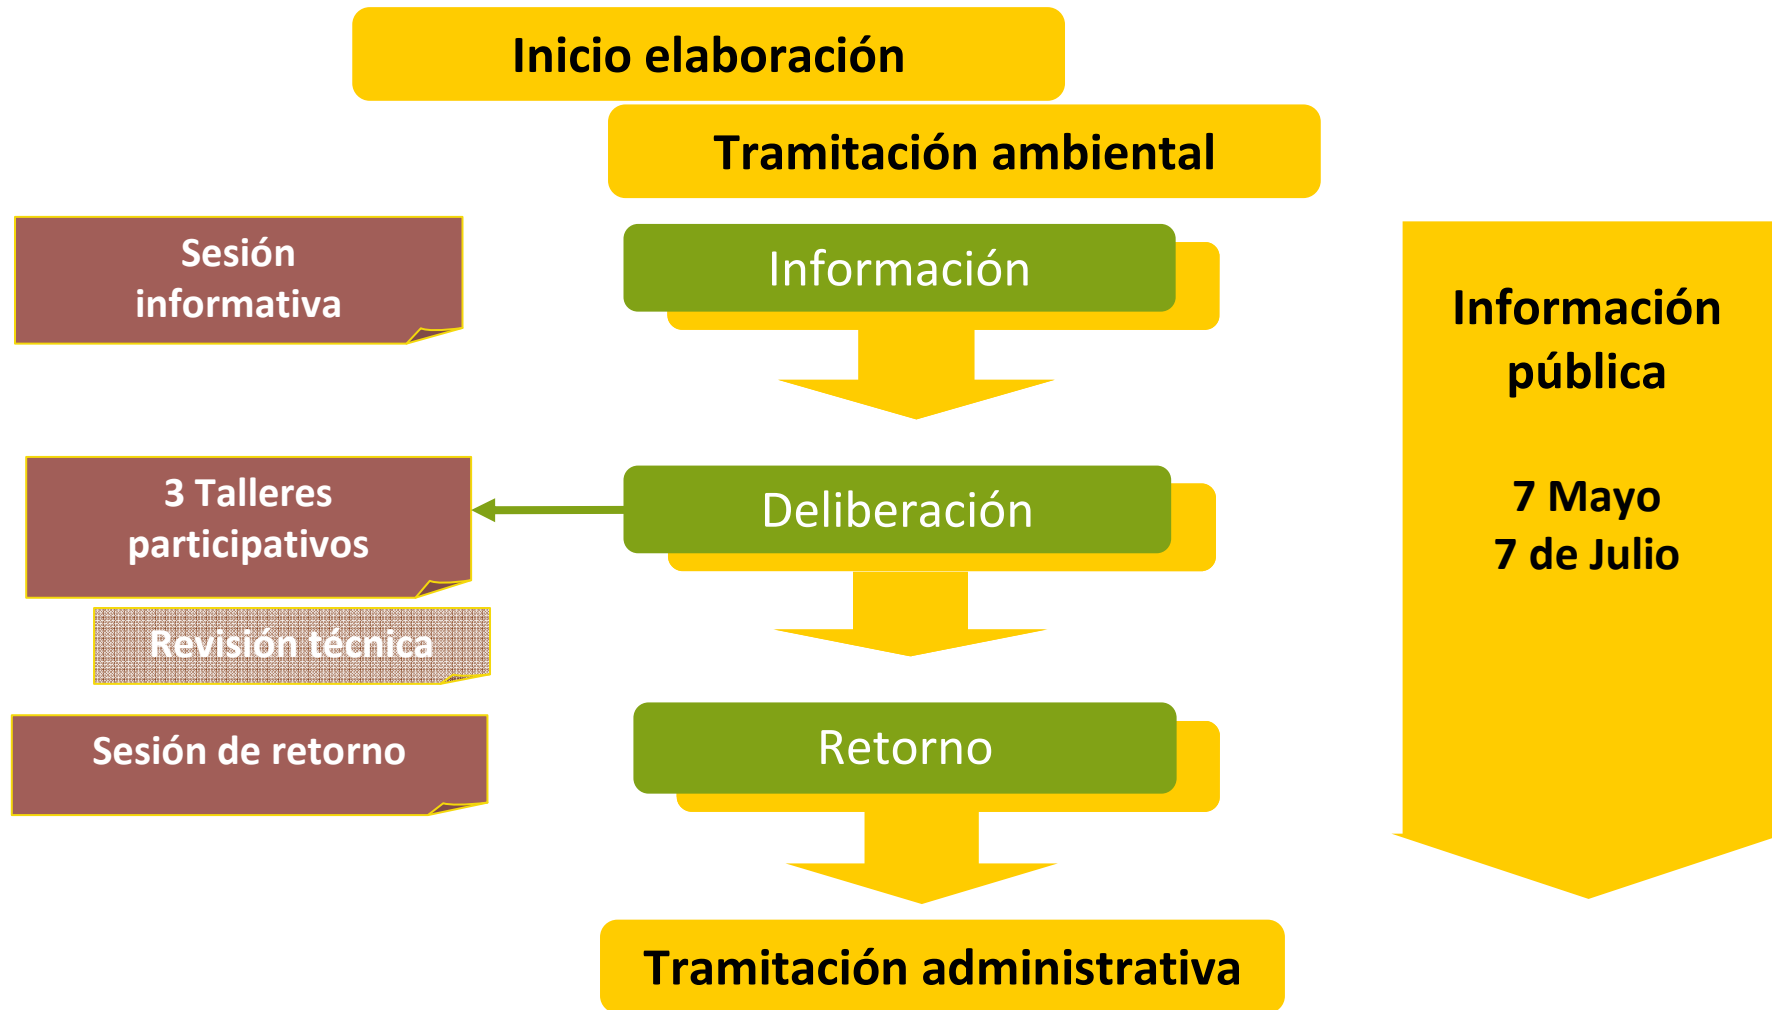 Inicio elaboración
Tramitación ambiental
Sesión
informativa
Información
Información
pública
7 Mayo
7 de Julio
3 Talleres
participativos
Deliberación
Revisión técnica
Sesión de retorno
Retorno
Tramitación administrativa